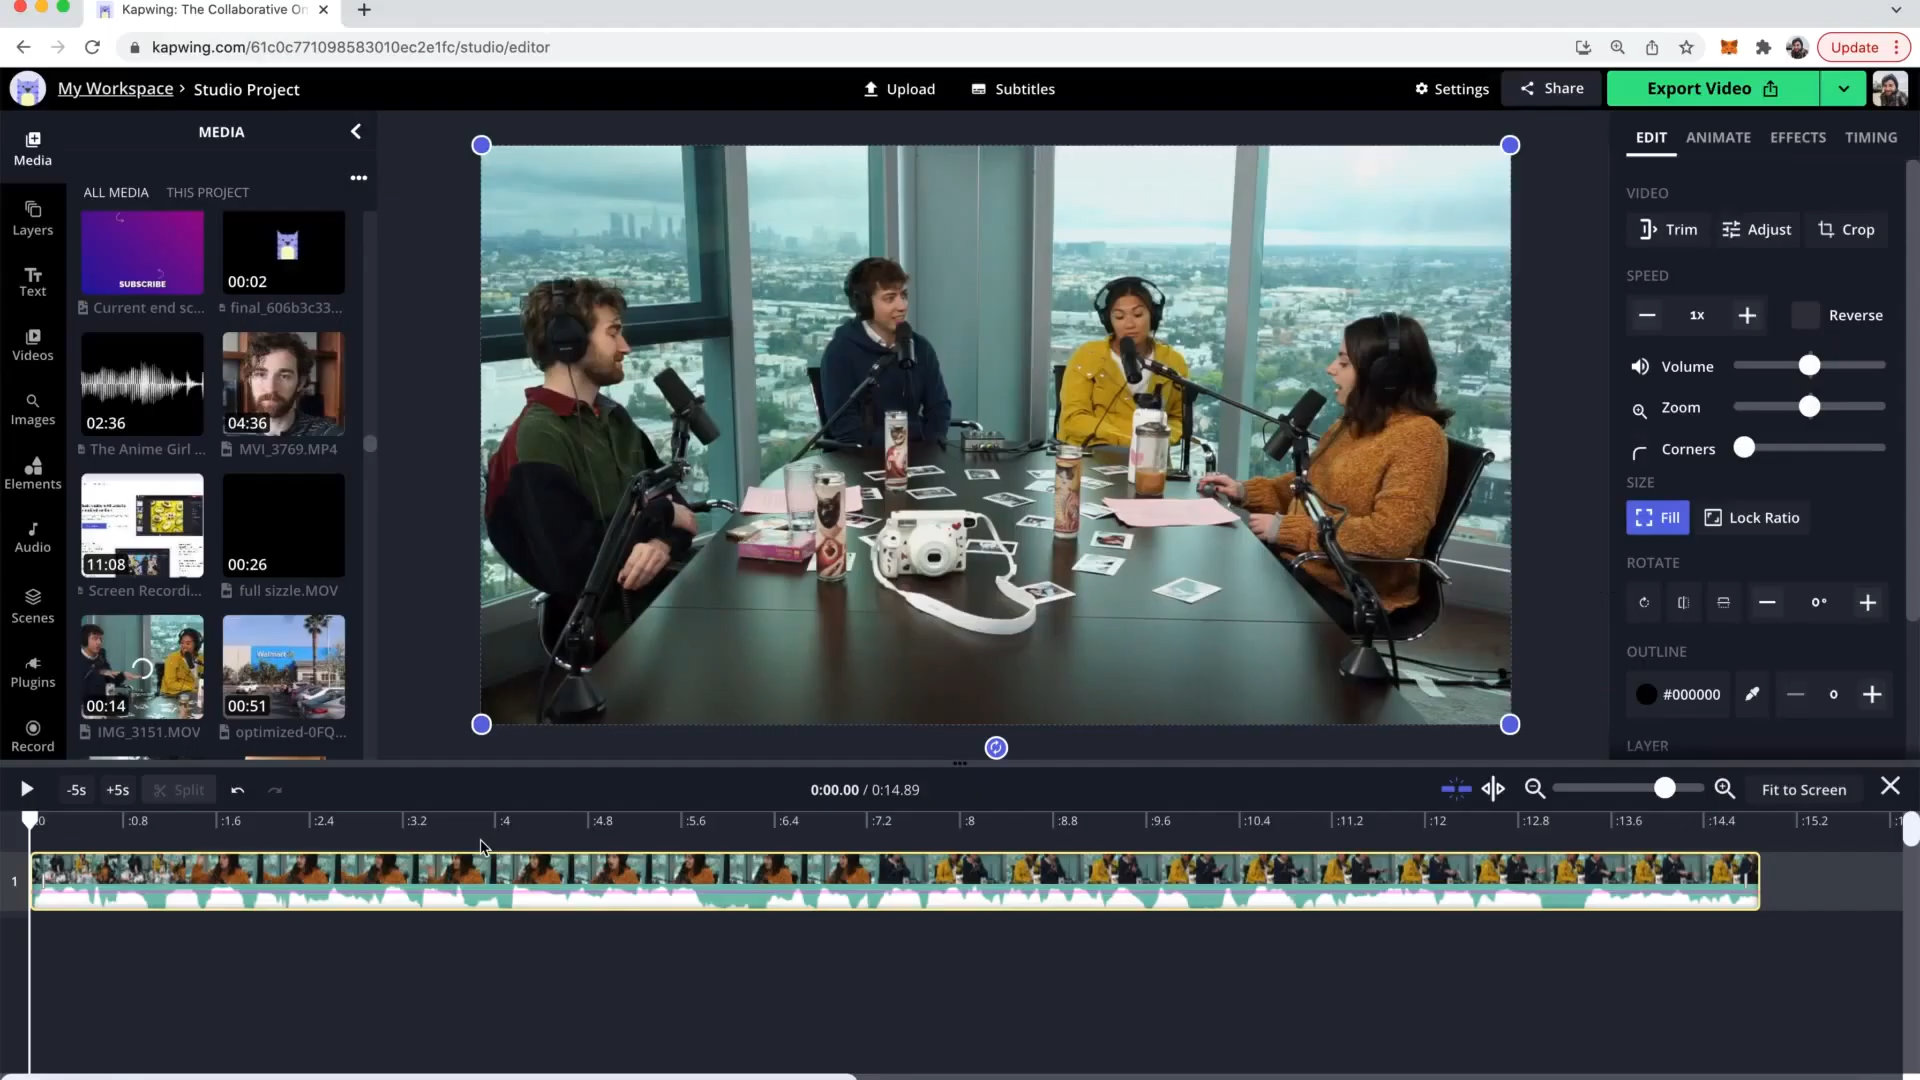 Kapwing: The Collaborative On
kapwing.com/61c0c771098583010ec2e1fc/studio/editor
Update
My Workspace › Studio Project
Upload
Subtitles
Settings
Share
Export Video
Media
Layers
Text
Videos
Images
Elements
Audio
Scenes
Plugins
Record
MEDIA
ALL MEDIA THIS PROJECT
SUBSCRIBE
00:02
Current end sc... final_606b3c33...
02:36
04:36
The Anime Girl ... MVI_3769.MP4
11:08
00:26
Screen Recordi... full sizzle.MOV
00:14
Walmart
00:51
IMG_3151.MOV optimized-0FQ...
EDIT ANIMATE EFFECTS TIMING
VIDEO
Trim Adjust Crop
SPEED
1x Reverse
Volume
Zoom
Corners
SIZE
Fill Lock Ratio
ROTATE
0°
OUTLINE
#000000 0
LAYER
-5s +5s Split
0:00.00 / 0:14.89
Fit to Screen
:0 :0.8 :1.6 :2.4 :3.2 :4 :4.8 :5.6 :6.4 :7.2 :8 :8.8 :9.6 :10.4 :11.2 :12 :12.8 :13.6 :14.4 :15.2
1